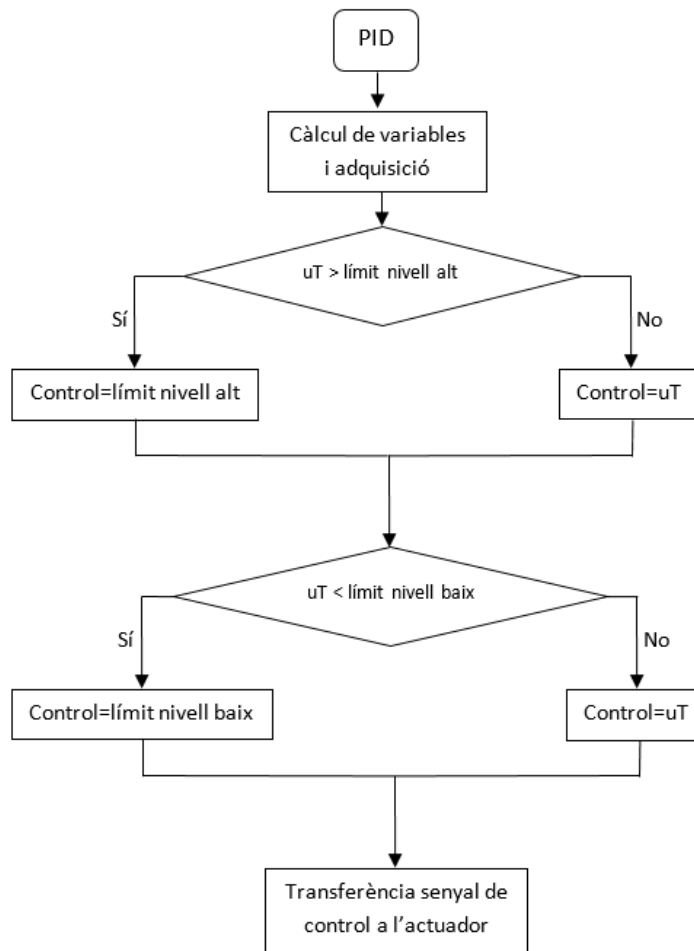 PID
Càlcul de variables
i adquisició
uT > límit nivell alt
Sí
No
Control=límit nivell alt
Control=uT
uT < límit nivell baix
Sí
No
Control=límit nivell baix
Control=uT
Transferència senyal de
control a l’actuador